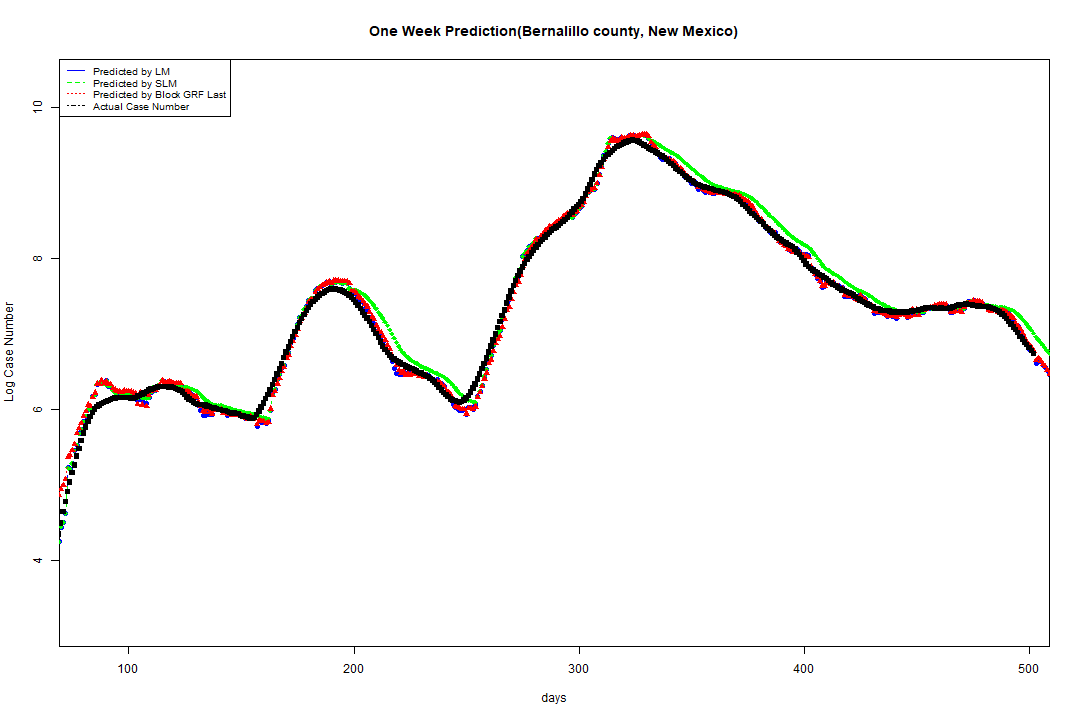 One Week Prediction(Bernalillo county, New Mexico)
Predicted by LM
Predicted by SLM
Predicted by Block GRF Last
Actual Case Number
10
8
6
4
Log Case Number
100 200 300 400 500
days